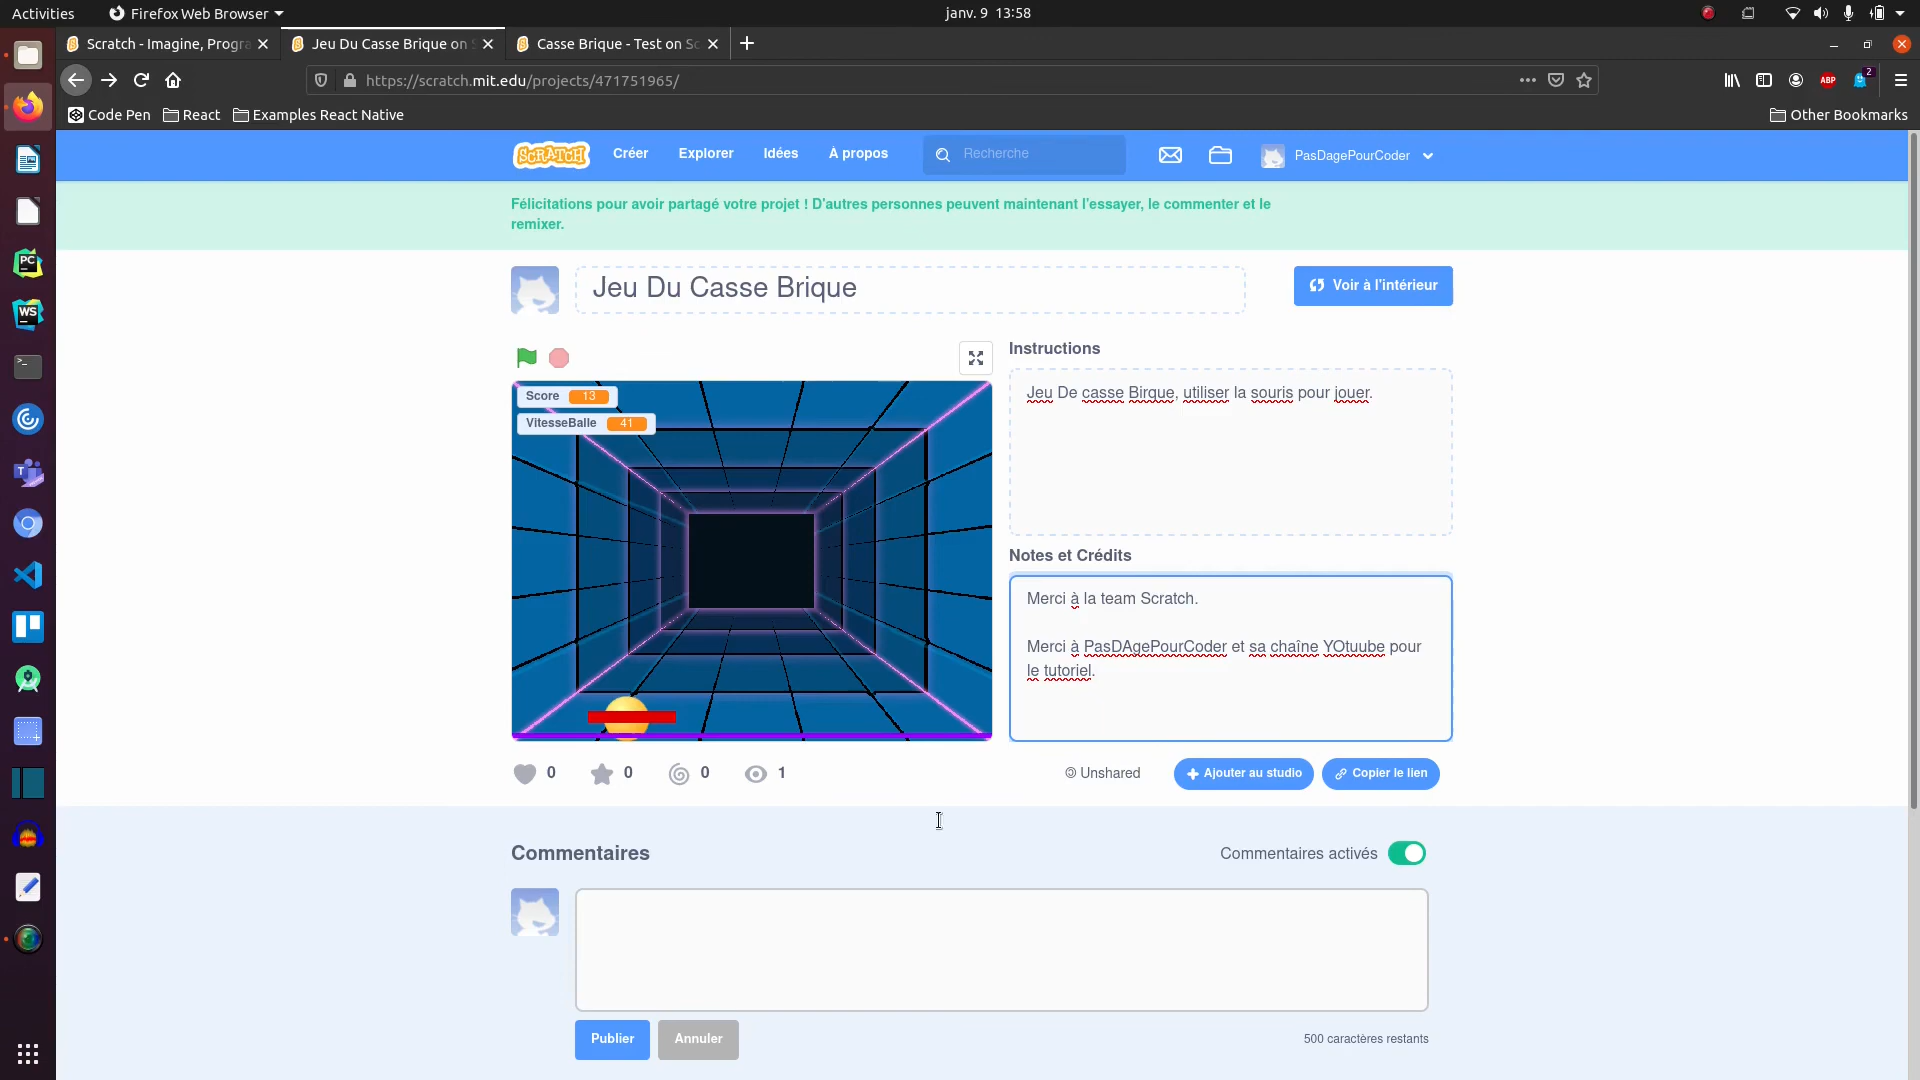 Activities
Firefox Web Browser
janv. 9 13:58
Scratch - Imagine, Progra
Jeu Du Casse Brique on S
Casse Brique - Test on Sc
https://scratch.mit.edu/projects/471751965/
ABP
2
Code Pen
React
Examples React Native
Other Bookmarks
SCRATCH
Créer
Explorer
Idées
À propos
Recherche
PasDagePourCoder
Félicitations pour avoir partagé votre projet ! D'autres personnes peuvent maintenant l'essayer, le commenter et le
remixer.
Jeu Du Casse Brique
Voir à l'intérieur
Instructions
Score 13
VitesseBalle 41
Jeu De casse Birque, utiliser la souris pour jouer.
Notes et Crédits
Merci à la team Scratch.
Merci à PasDAgePourCoder et sa chaîne YOtuube pour
le tutoriel.
0
0
0
1
Unshared
Ajouter au studio
Copier le lien
Commentaires
Commentaires activés
Publier
Annuler
500 caractères restants
PC
WS
>_
T